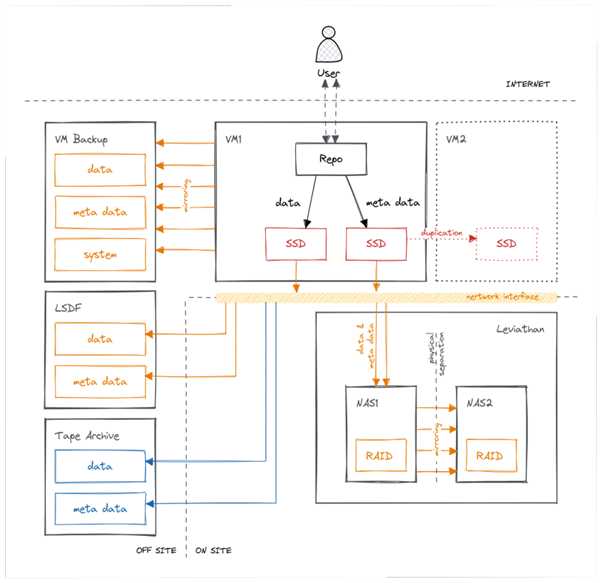 User
INTERNET
VM Backup
data
meta data
system
mirroring
VM1
Repo
data
meta data
SSD
SSD
duplication
VM2
SSD
nertwork interface
LSDF
data
meta data
Tape Archive
data
meta data
data &
meta data
physical
separation
Leviathan
NAS1
RAID
mirroring
NAS2
RAID
OFF SITE
ON SITE